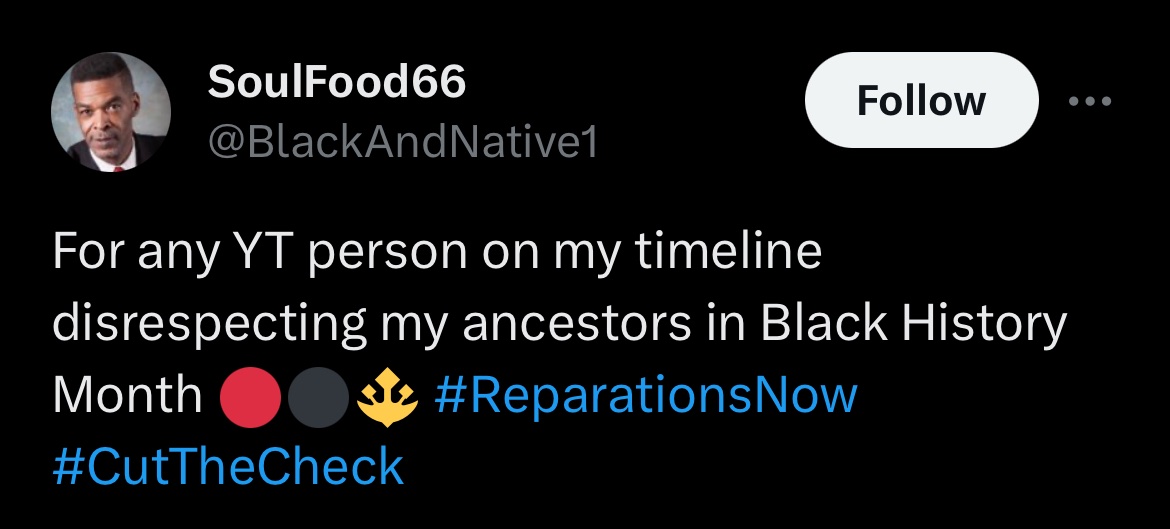 SoulFood66
@BlackAndNative1
Follow
For any YT person on my timeline
disrespecting my ancestors in Black History
Month 🔴⚫🔱 #ReparationsNow
#CutTheCheck